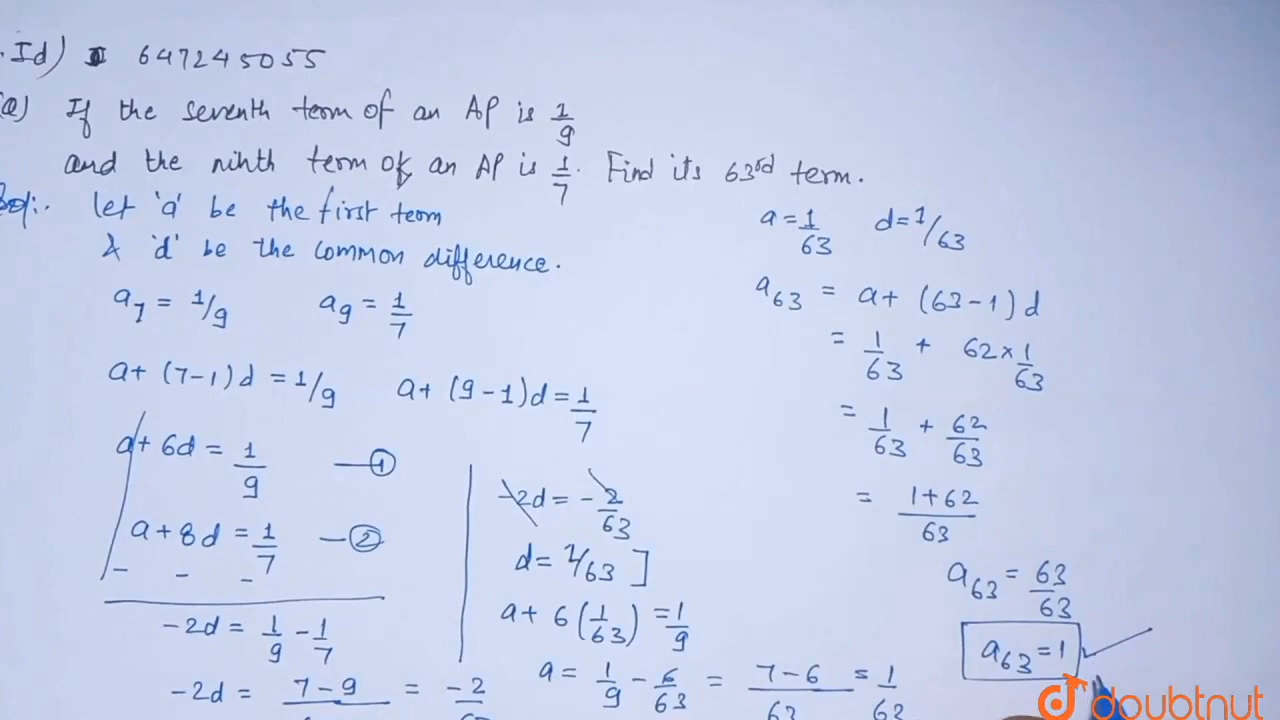 .Id) 647245055
(Q) If the seventh term of an AP is 1/9
and the ninth term of an AP is 1/7. Find its 63rd term.
Sol:. let 'a' be the first term
& 'd' be the common difference.
a7 = 1/9 a9 = 1/7
a + (7-1)d = 1/9 a + (9-1)d = 1/7
a + 6d = 1/9 —①
a + 8d = 1/7 —②
- - -
-2d = 1/9 - 1/7
-2d = 7-9 = -2
-2d = -2/63
d = 1/63 ]
a + 6(1/63) = 1/9
a = 1/9 - 6/63 = 7-6/63 = 1/63
a = 1/63 d = 1/63
a63 = a + (63-1)d
= 1/63 + 62 × 1/63
= 1/63 + 62/63
= 1+62/63
a63 = 63/63
a63 = 1
doubtnut